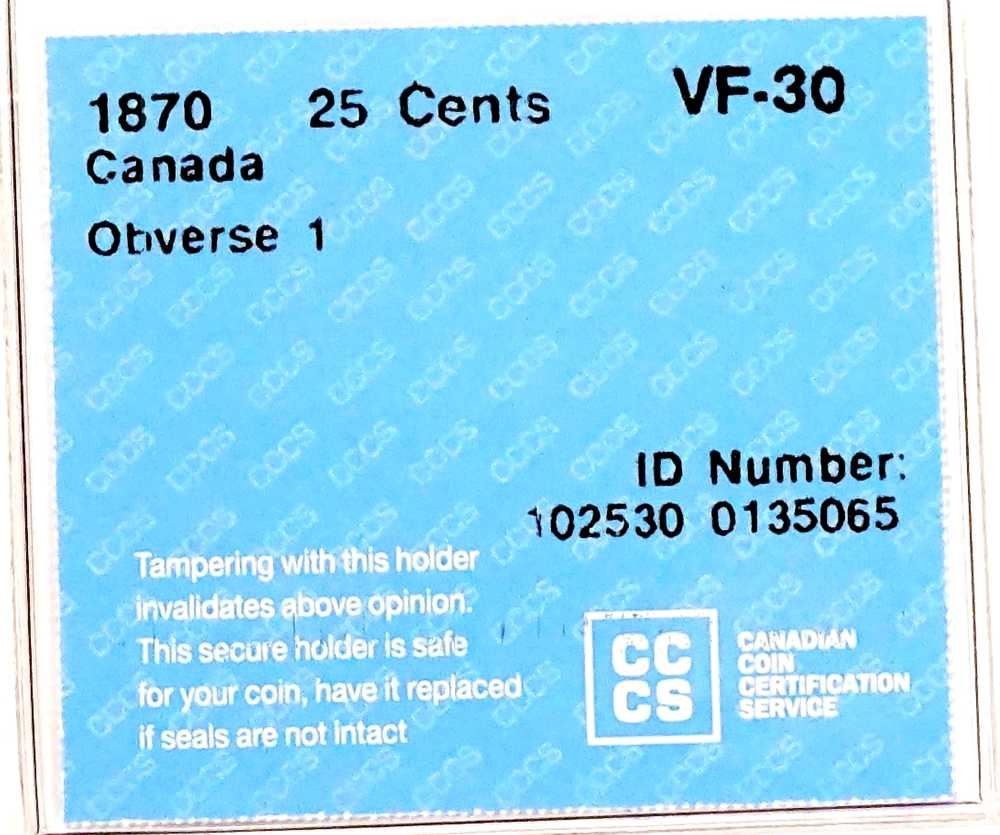 1870 25 Cents VF-30
Canada
Obverse 1
ID Number:
102530 0135065
Tampering with this holder
invalidates above opinion.
This secure holder is safe
for your coin, have it replaced
if seals are not intact
CC
CS
CANADIAN
COIN
CERTIFICATION
SERVICE